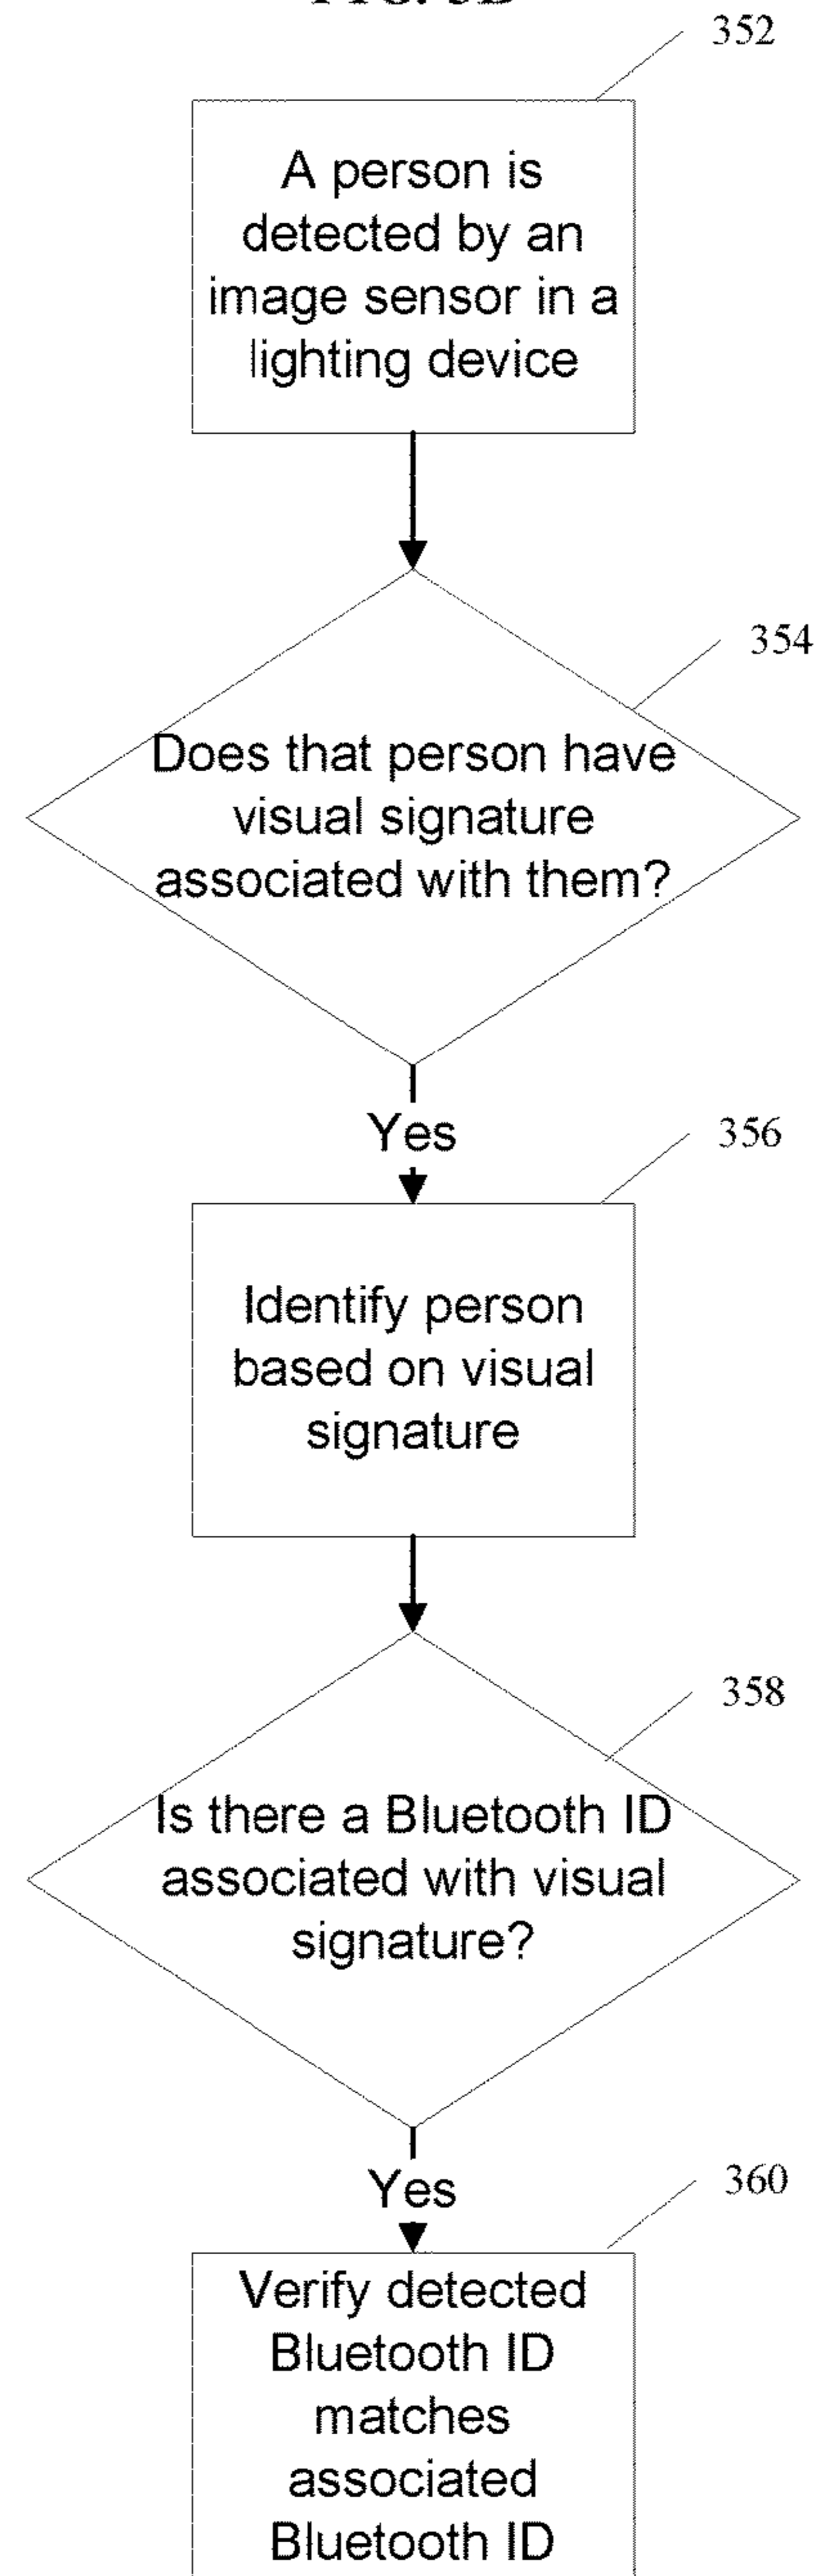 352
A person is
detected by an
image sensor in a
lighting device
354
Does that person have
visual signature
associated with them?
Yes
356
Identify person
based on visual
signature
358
Is there a Bluetooth ID
associated with visual
signature?
Yes
360
Verify detected
Bluetooth ID
matches
associated
Bluetooth ID